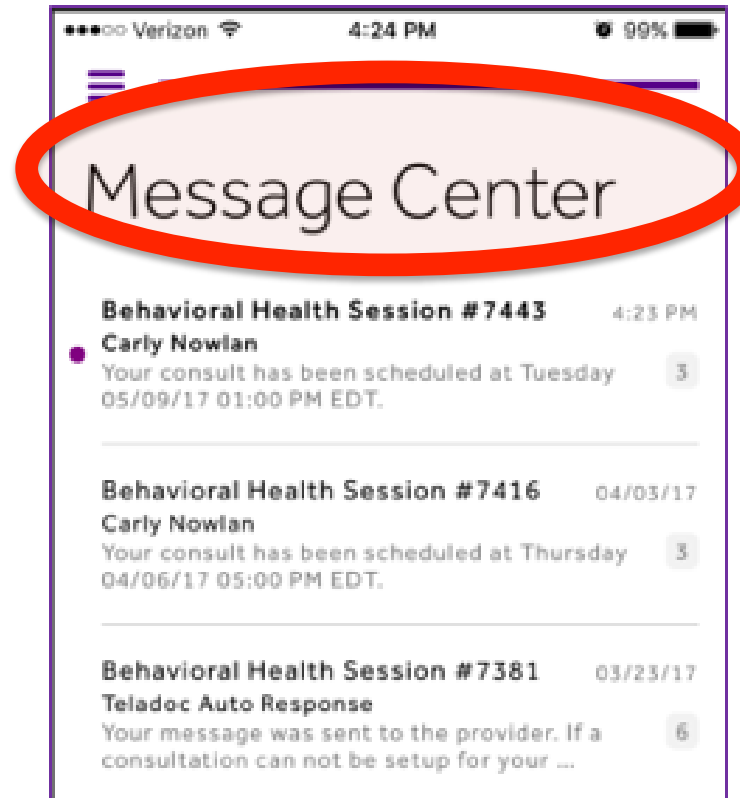 Verizon 4:24 PM 99%
Message Center
Behavioral Health Session #7443 4:23 PM
Carly Nowlan
Your consult has been scheduled at Tuesday 3
05/09/17 01:00 PM EDT.
Behavioral Health Session #7416 04/03/17
Carly Nowlan
Your consult has been scheduled at Thursday 3
04/06/17 05:00 PM EDT.
Behavioral Health Session #7381 03/23/17
Teladoc Auto Response
Your message was sent to the provider. If a 6
consultation can not be setup for your ...